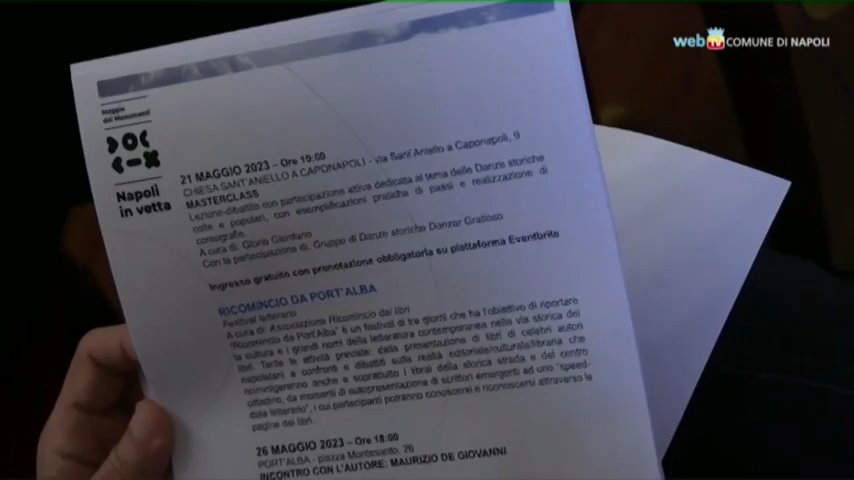 web TV COMUNE DI NAPOLI
Maggio
dei Monumenti
Napoli
in vetta
21 MAGGIO 2023 – Ore 10:00
CHIESA SANT'ANIELLO A CAPONAPOLI - via Sant'Aniello a Caponapoli, 9
MASTERCLASS
Lezione-dibattito con partecipazione attiva dedicata al tema delle Danze storiche
colte e popolari, con esemplificazioni pratiche di passi e realizzazione di
coreografie.
A cura di: Gloria Giordano
Con la partecipazione di: Gruppo di Danze storiche Danzar Gratioso
Ingresso gratuito con prenotazione obbligatoria su piattaforma Eventbrite
RICOMINCIO DA PORT'ALBA
Festival letterario
A cura di: Associazione Ricomincio dai libri
"Ricomincio da Port'Alba" è un festival di tre giorni che ha l'obiettivo di riportare
la cultura e i grandi nomi della letteratura contemporanea nella via storica dei
libri. Tante le attività previste: dalla presentazione di libri di celebri autori
napoletani a confronti e dibattiti sulla realtà editoriale/culturale/libraria che
coinvolgeranno anche e soprattutto i librai della storica strada e del centro
cittadino, da momenti di autopresentazione di scrittori emergenti ad uno "speed-
date letterario", i cui partecipanti potranno conoscersi e riconoscersi attraverso le
pagine dei libri.
26 MAGGIO 2023 – Ore 18:00
PORT'ALBA - piazza Montesanto, 26
INCONTRO CON L'AUTORE: MAURIZIO DE GIOVANNI